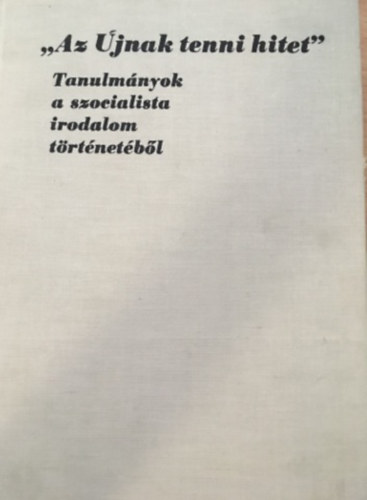 „Az Újnak tenni hitet”
Tanulmányok
a szocialista
irodalom
történetéből